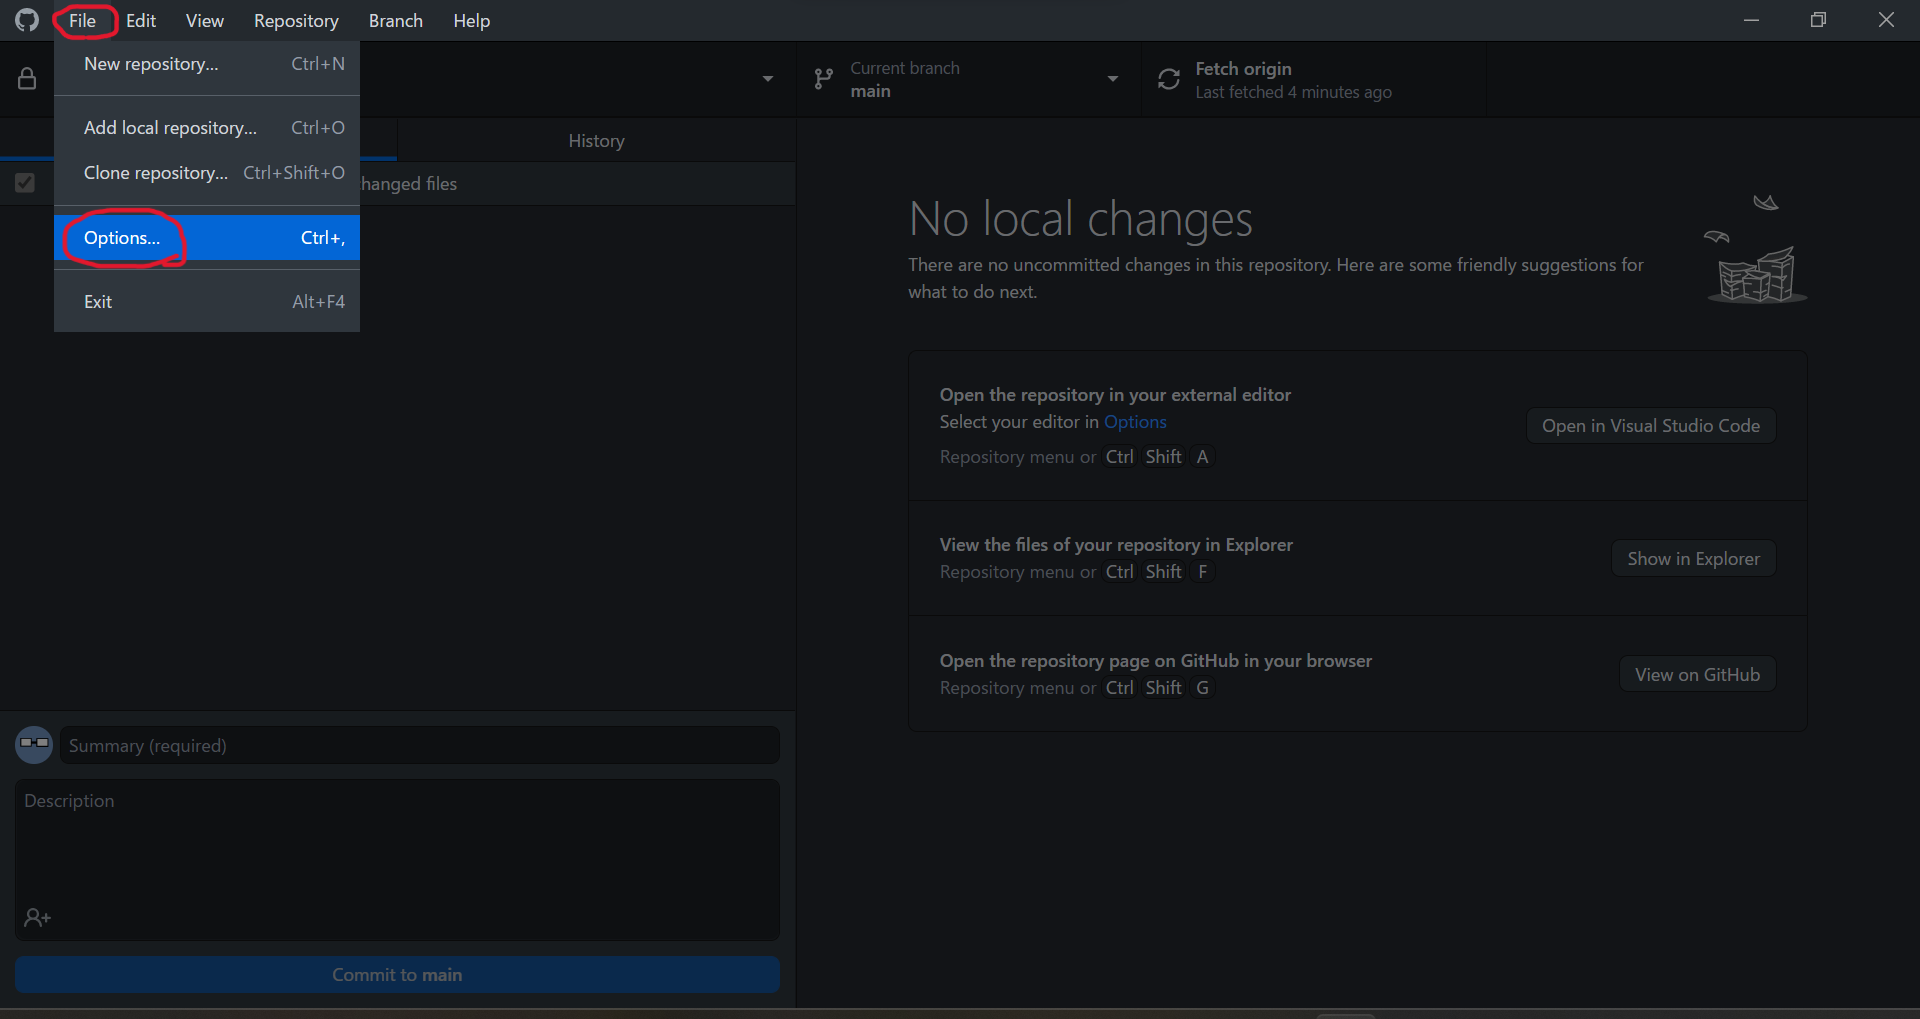 File Edit View Repository Branch Help
New repository... Ctrl+N
Add local repository... Ctrl+O
Clone repository... Ctrl+Shift+O
Options... Ctrl+,
Exit Alt+F4
Current branch
main
Fetch origin
Last fetched 4 minutes ago
History
changed files
No local changes
There are no uncommitted changes in this repository. Here are some friendly suggestions for
what to do next.
Open the repository in your external editor
Select your editor in Options
Repository menu or Ctrl Shift A
Open in Visual Studio Code
View the files of your repository in Explorer
Repository menu or Ctrl Shift F
Show in Explorer
Open the repository page on GitHub in your browser
Repository menu or Ctrl Shift G
View on GitHub
Summary (required)
Description
Commit to main